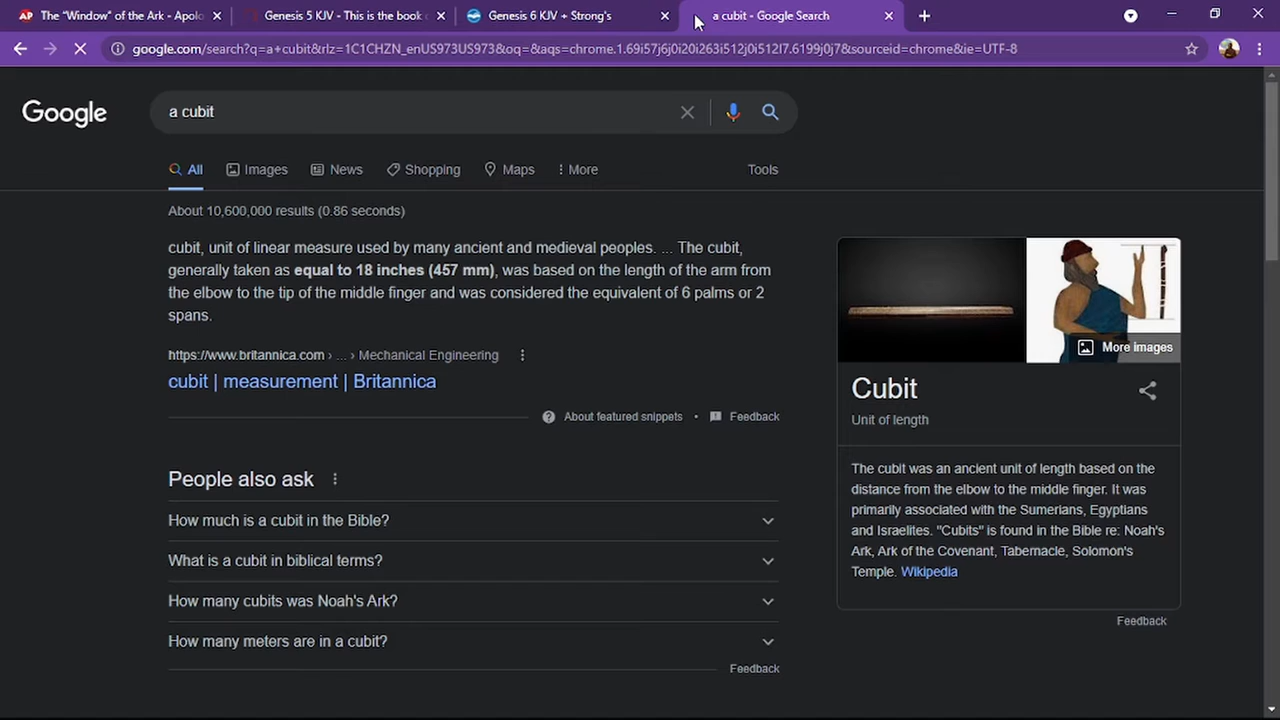 The "Window" of the Ark - Apolo
Genesis 5 KJV - This is the book
Genesis 6 KJV + Strong's
a cubit - Google Search
google.com/search?q=a+cubit&rlz=1C1CHZN_enUS973US973&oq=&aqs=chrome.1.69i57j6j0i20i263i512j0i512l7.6199j0j7&sourceid=chrome&ie=UTF-8
Google
a cubit
All
Images
News
Shopping
Maps
More
Tools
About 10,600,000 results (0.86 seconds)
cubit, unit of linear measure used by many ancient and medieval peoples. ... The cubit,
generally taken as equal to 18 inches (457 mm), was based on the length of the arm from
the elbow to the tip of the middle finger and was considered the equivalent of 6 palms or 2
spans.
https://www.britannica.com › ... › Mechanical Engineering
cubit | measurement | Britannica
About featured snippets • Feedback
People also ask
How much is a cubit in the Bible?
What is a cubit in biblical terms?
How many cubits was Noah's Ark?
How many meters are in a cubit?
Feedback
More images
Cubit
Unit of length
The cubit was an ancient unit of length based on the
distance from the elbow to the middle finger. It was
primarily associated with the Sumerians, Egyptians
and Israelites. "Cubits" is found in the Bible re: Noah's
Ark, Ark of the Covenant, Tabernacle, Solomon's
Temple. Wikipedia
Feedback